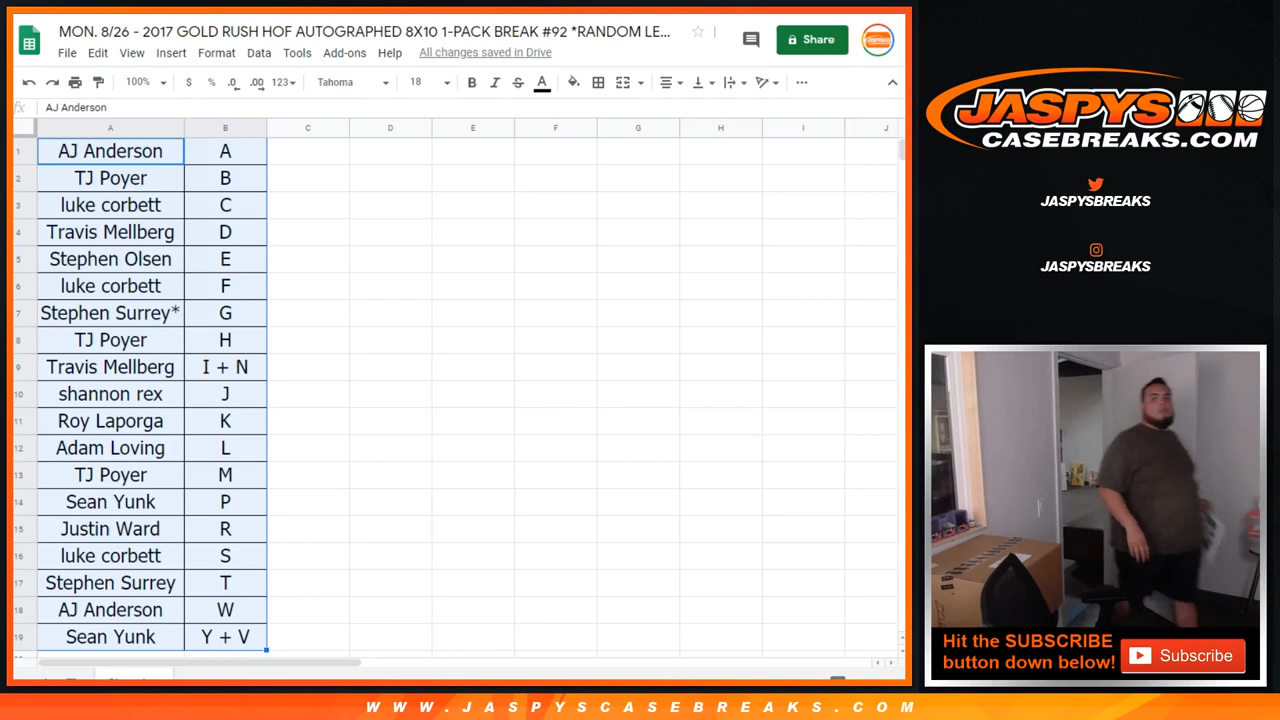 MON. 8/26 - 2017 GOLD RUSH HOF AUTOGRAPHED 8X10 1-PACK BREAK #92 *RANDOM LE...
File Edit View Insert Format Data Tools Add-ons Help All changes saved in Drive
Share
100% $ % .0 .00 123 Tahoma 18 B I S A
fx AJ Anderson
A B C D E F G H I J
1 AJ Anderson A
2 TJ Poyer B
3 luke corbett C
4 Travis Mellberg D
5 Stephen Olsen E
6 luke corbett F
7 Stephen Surrey* G
8 TJ Poyer H
9 Travis Mellberg I + N
10 shannon rex J
11 Roy Laporga K
12 Adam Loving L
13 TJ Poyer M
14 Sean Yunk P
15 Justin Ward R
16 luke corbett S
17 Stephen Surrey T
18 AJ Anderson W
19 Sean Yunk Y + V
JASPYS
CASEBREAKS.COM
JASPYSBREAKS
JASPYSBREAKS
Hit the SUBSCRIBE
button down below!
Subscribe
WWW.JASPYSCASEBREAKS.COM